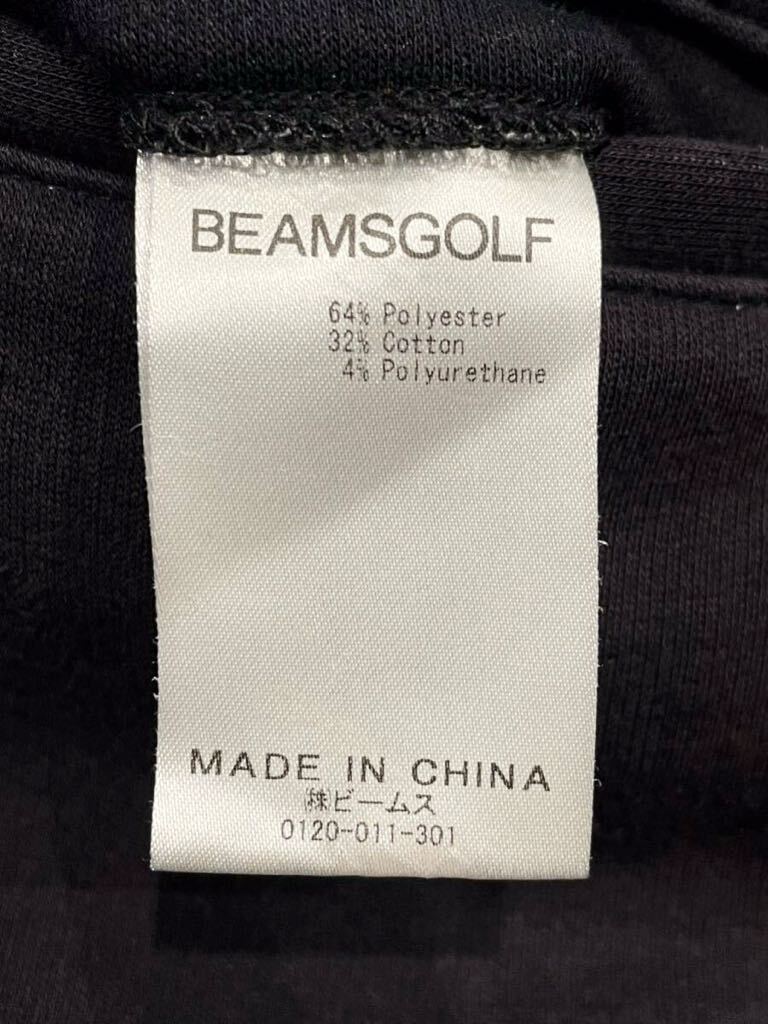 BEAMSGOLF
64% Polyester
32% Cotton
4% Polyurethane
MADE IN CHINA
㈱ビームス
0120-011-301